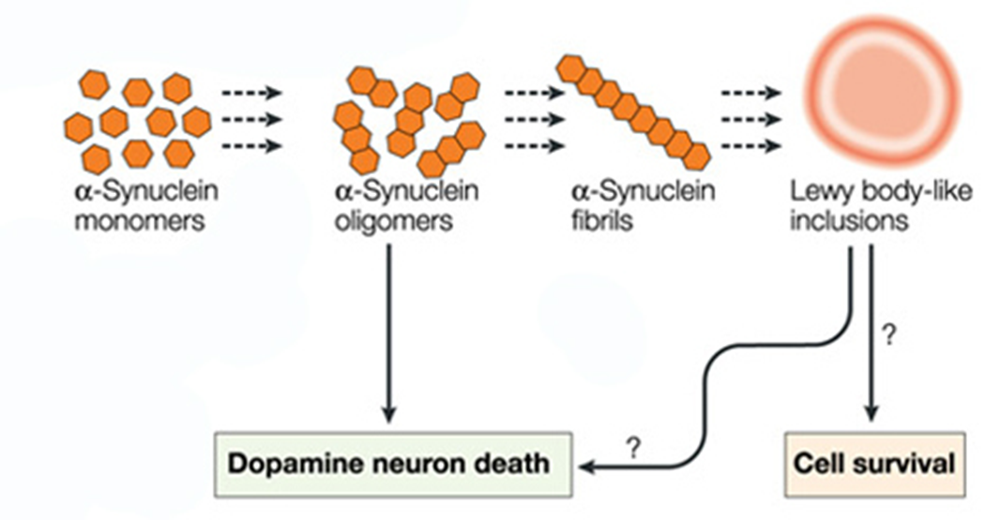 α-Synuclein
monomers
α-Synuclein
oligomers
α-Synuclein
fibrils
Lewy body-like
inclusions
?
?
Dopamine neuron death
Cell survival